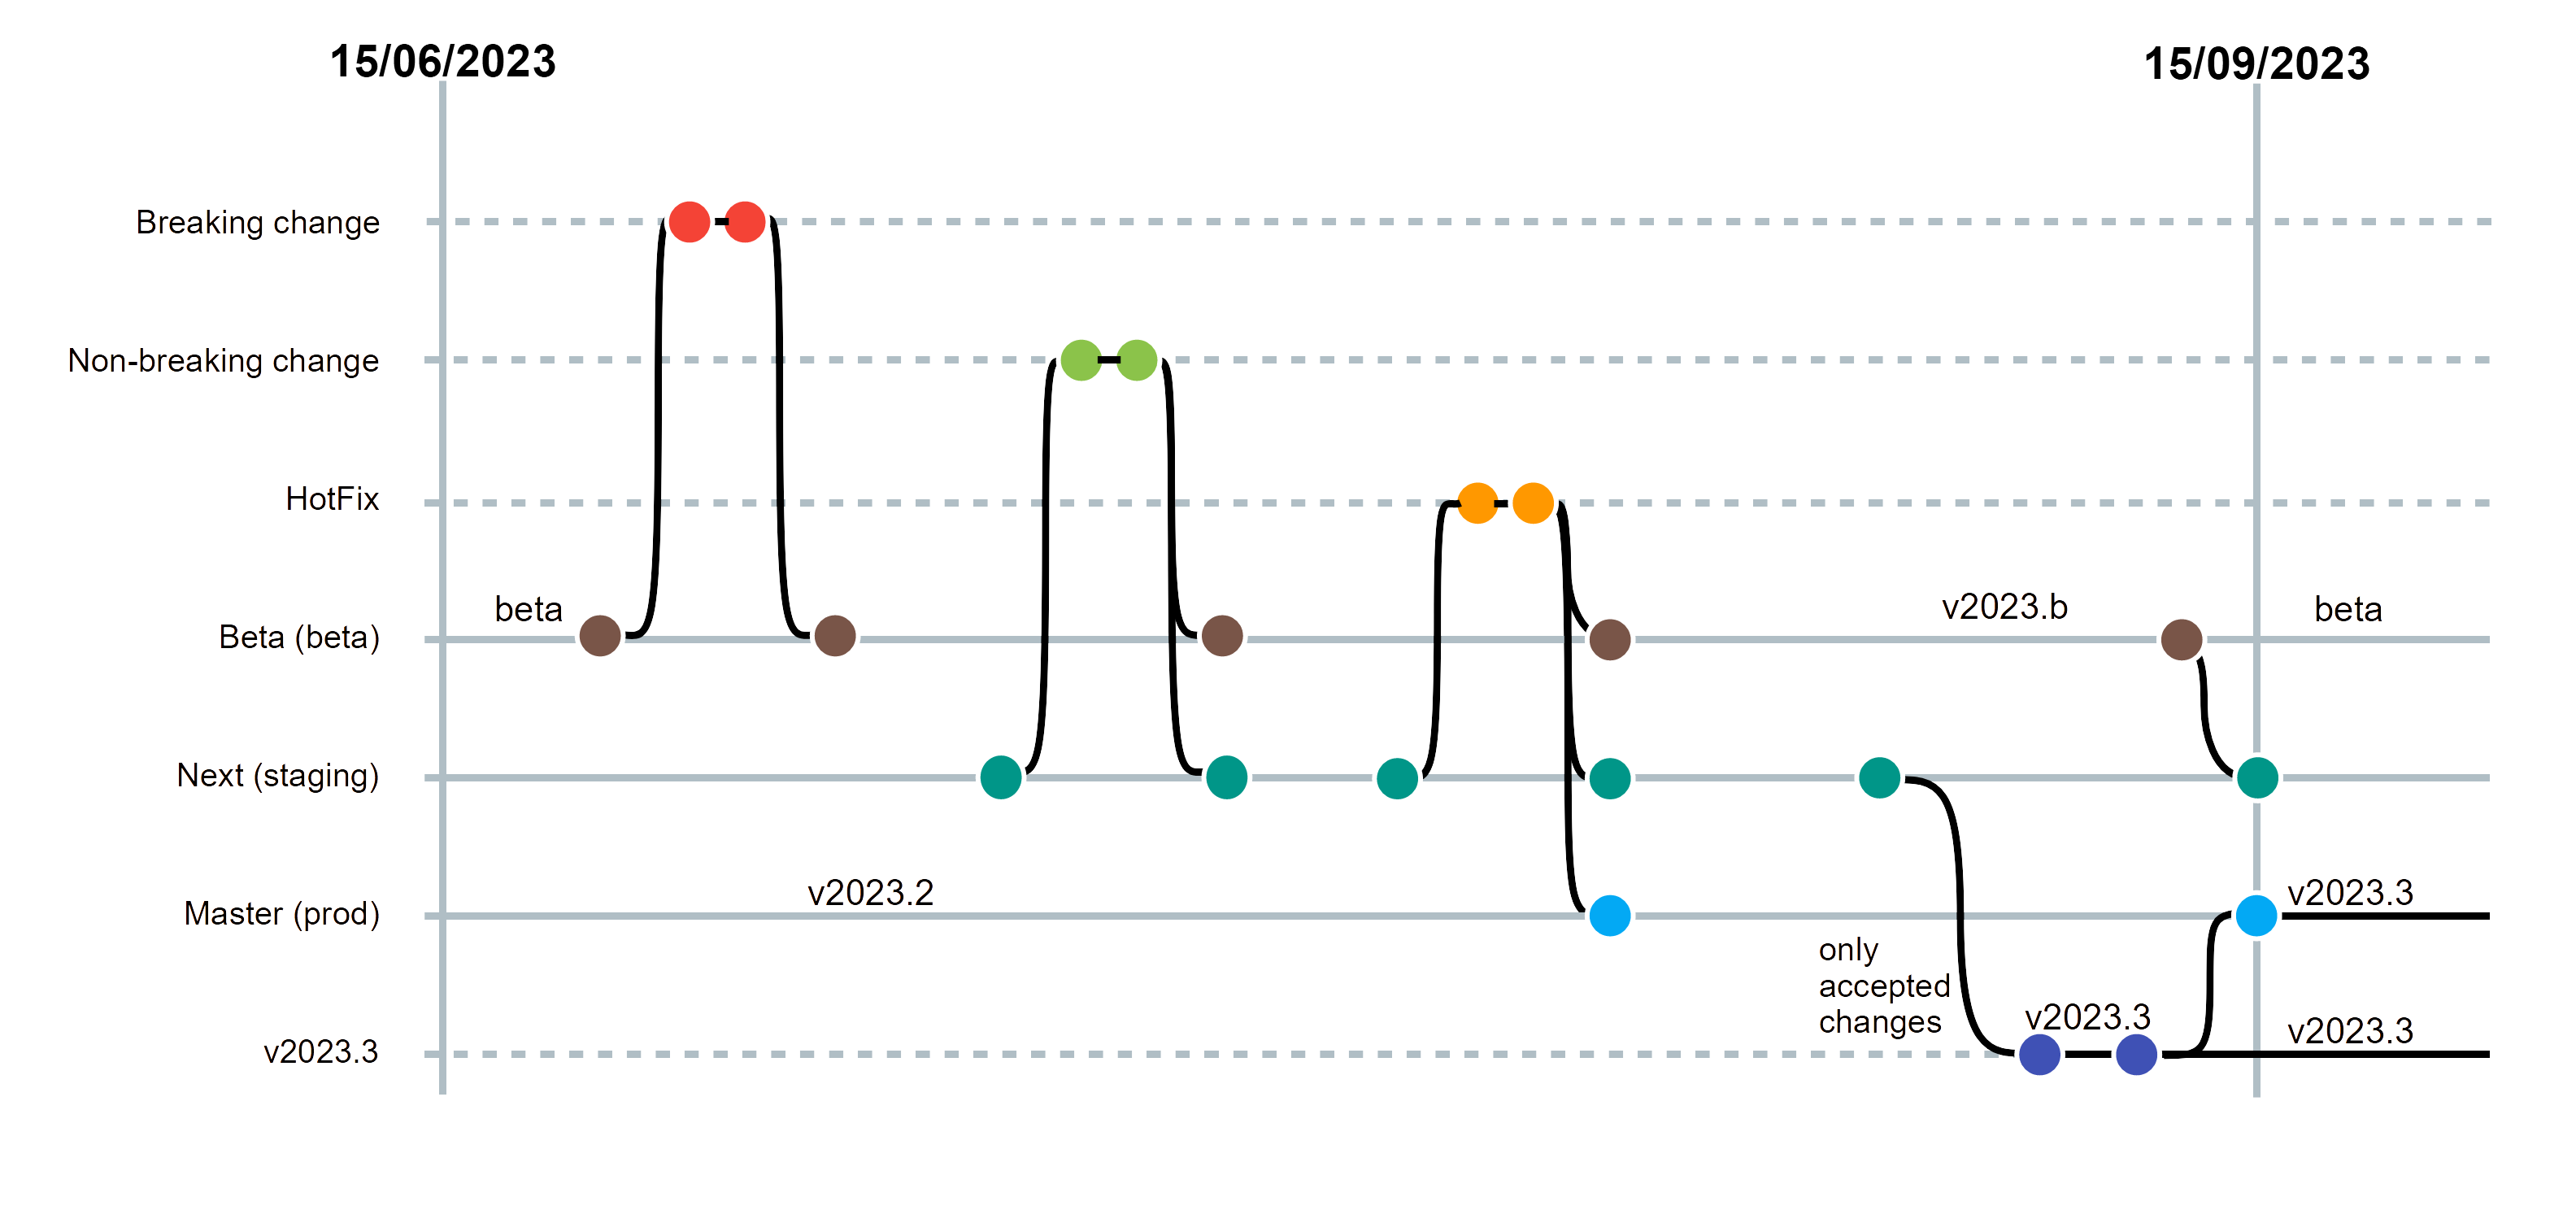 15/06/2023
15/09/2023
Breaking change
Non-breaking change
HotFix
beta
v2023.b
beta
Beta (beta)
Next (staging)
v2023.2
v2023.3
Master (prod)
only
accepted
changes
v2023.3
v2023.3
v2023.3